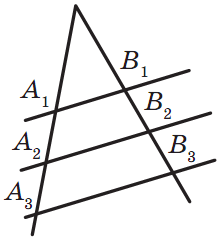 A₁ B₁
A₂ B₂
A₃ B₃